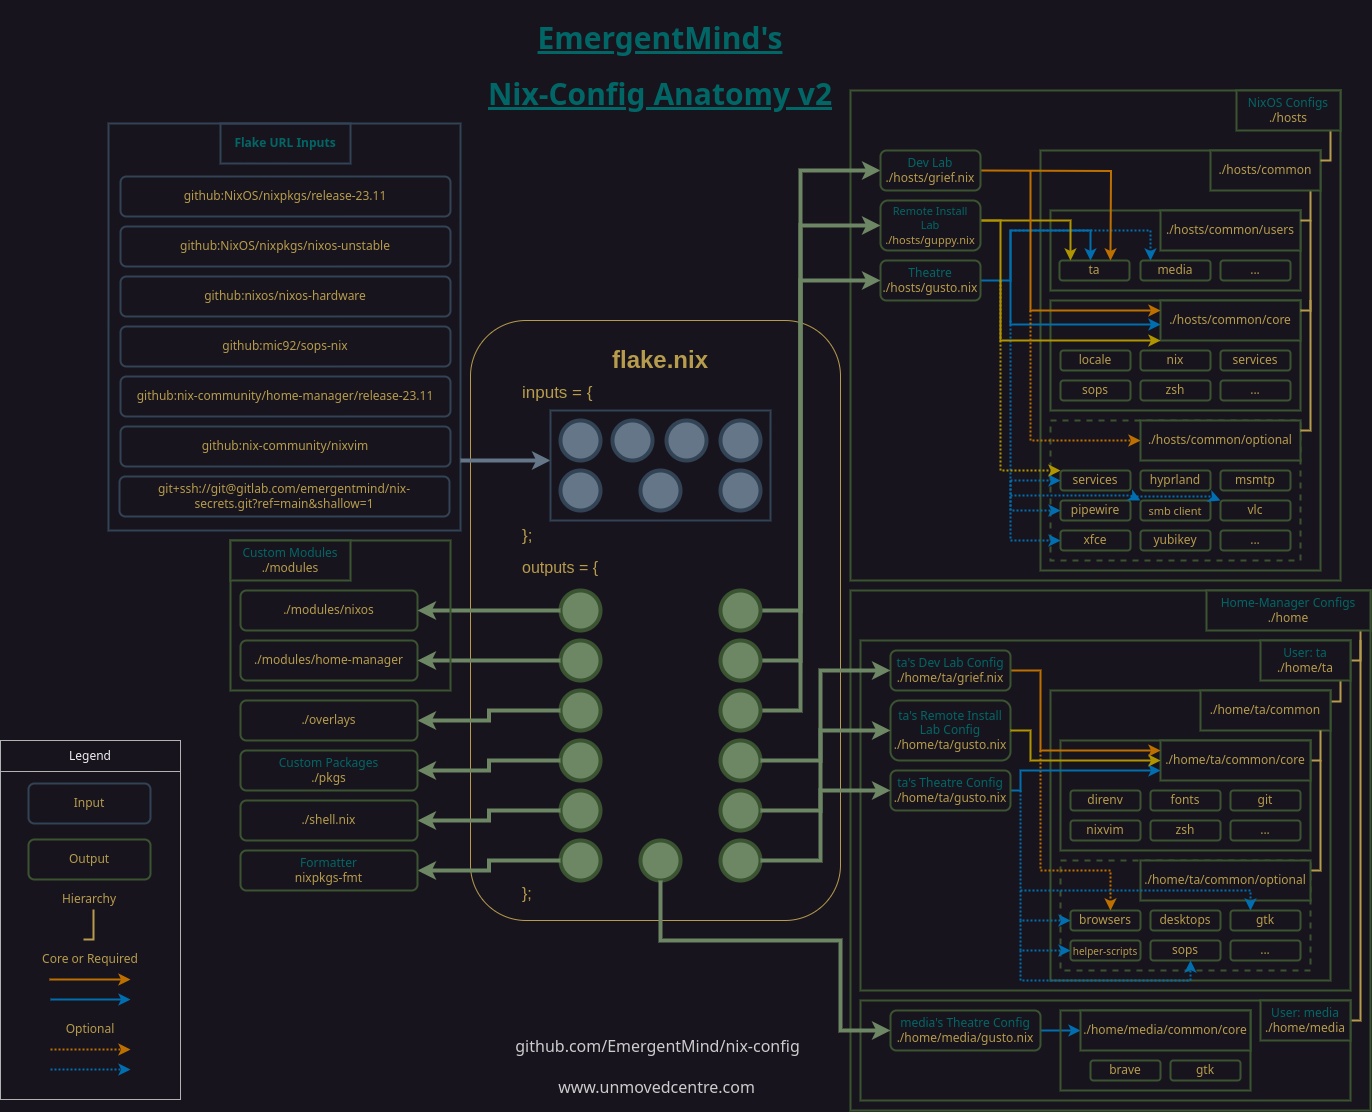 EmergentMind's
Nix-Config Anatomy v2
Flake URL Inputs
github:NixOS/nixpkgs/release-23.11
github:NixOS/nixpkgs/nixos-unstable
github:nixos/nixos-hardware
github:mic92/sops-nix
github:nix-community/home-manager/release-23.11
github:nix-community/nixvim
git+ssh://git@gitlab.com/emergentmind/nix-
secrets.git?ref=main&shallow=1
Custom Modules
./modules
./modules/nixos
./modules/home-manager
./overlays
Custom Packages
./pkgs
./shell.nix
Formatter
nixpkgs-fmt
Legend
Input
Output
Hierarchy
Core or Required
Optional
flake.nix
inputs = {
};
outputs = {
};
github.com/EmergentMind/nix-config
www.unmovedcentre.com
NixOS Configs
./hosts
Dev Lab
./hosts/grief.nix
Remote Install
Lab
./hosts/guppy.nix
Theatre
./hosts/gusto.nix
./hosts/common
./hosts/common/users
ta
media
...
./hosts/common/core
locale
nix
services
sops
zsh
...
./hosts/common/optional
services
hyprland
msmtp
pipewire
smb client
vlc
xfce
yubikey
...
Home-Manager Configs
./home
User: ta
./home/ta
ta's Dev Lab Config
./home/ta/grief.nix
ta's Remote Install
Lab Config
./home/ta/gusto.nix
ta's Theatre Config
./home/ta/gusto.nix
./home/ta/common
./home/ta/common/core
direnv
fonts
git
nixvim
zsh
...
./home/ta/common/optional
browsers
desktops
gtk
helper-scripts
sops
...
User: media
./home/media
media's Theatre Config
./home/media/gusto.nix
./home/media/common/core
brave
gtk